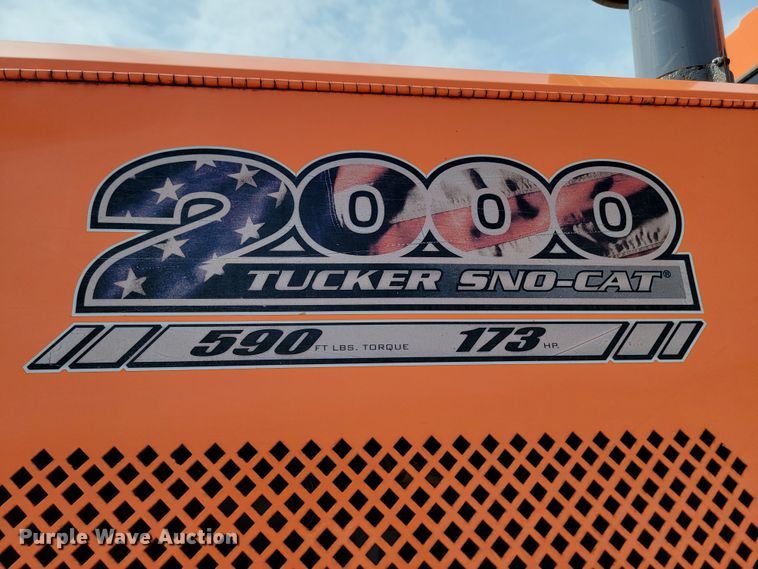 2000
TUCKER SNO-CAT®
590 FT LBS. TORQUE 173 HP.
Purple Wave Auction